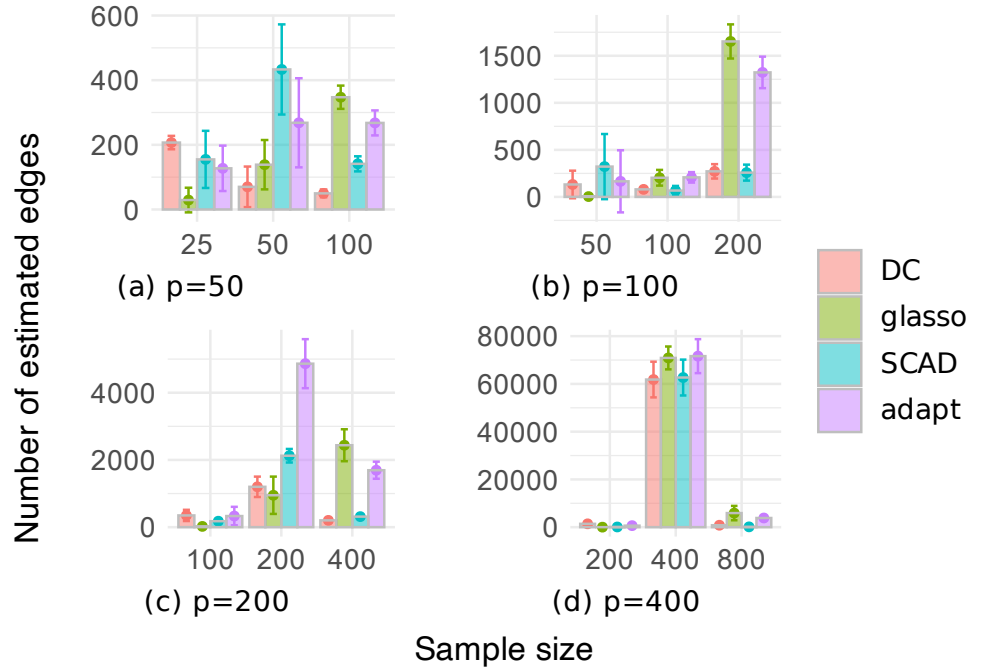 Number of estimated edges
600
400
200
0
25 50 100
(a) p=50
1500
1000
500
0
50 100 200
(b) p=100
4000
2000
0
100 200 400
(c) p=200
80000
60000
40000
20000
0
200 400 800
(d) p=400
DC
glasso
SCAD
adapt
Sample size